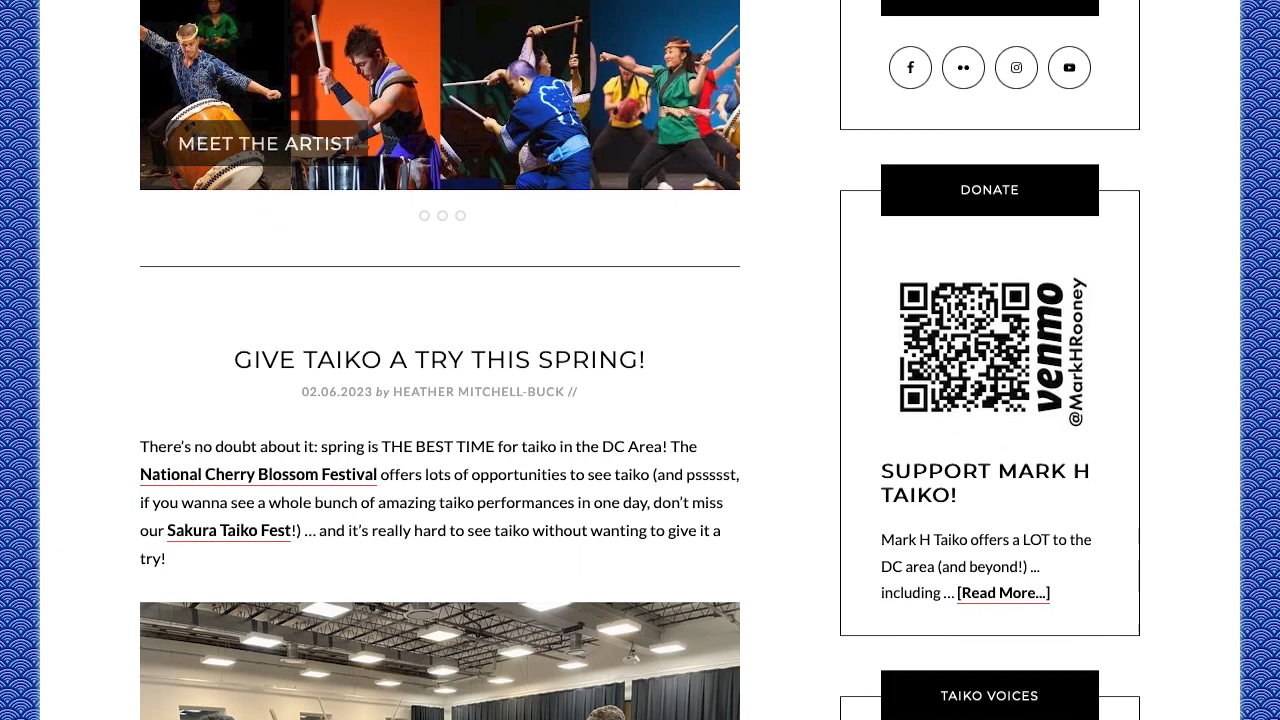 MEET THE ARTIST
GIVE TAIKO A TRY THIS SPRING!
02.06.2023 by HEATHER MITCHELL-BUCK //
There’s no doubt about it: spring is THE BEST TIME for taiko in the DC Area! The
National Cherry Blossom Festival offers lots of opportunities to see taiko (and pssssst,
if you wanna see a whole bunch of amazing taiko performances in one day, don’t miss
our Sakura Taiko Fest!) … and it’s really hard to see taiko without wanting to give it a
try!
DONATE
venmo
@MarkHRooney
SUPPORT MARK H
TAIKO!
Mark H Taiko offers a LOT to the
DC area (and beyond!) ...
including … [Read More...]
TAIKO VOICES